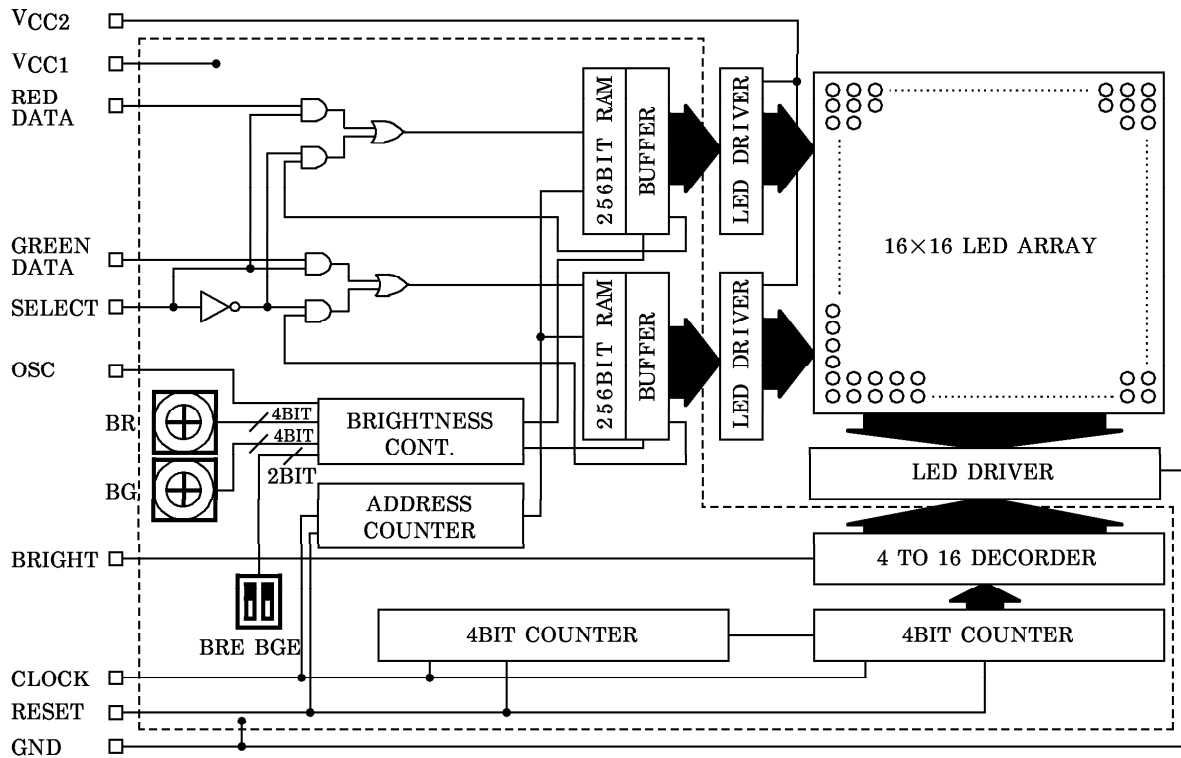 VCC2
VCC1
RED
DATA
GREEN
DATA
SELECT
OSC
BR
BG
BRIGHT
CLOCK
RESET
GND
4BIT
4BIT
2BIT
BRE BGE
BRIGHTNESS
CONT.
ADDRESS
COUNTER
4BIT COUNTER
256BIT RAM
BUFFER
256BIT RAM
BUFFER
LED DRIVER
LED DRIVER
16×16 LED ARRAY
LED DRIVER
4 TO 16 DECORDER
4BIT COUNTER